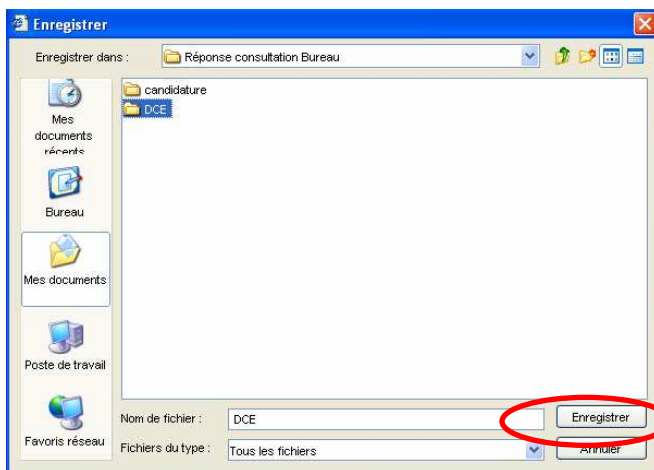 Enregistrer
Enregistrer dans :
Réponse consultation Bureau
candidature
DCE
Mes
documents
récents
Bureau
Mes documents
Poste de travail
Favoris réseau
Nom de fichier :
DCE
Enregistrer
Fichiers du type :
Tous les fichiers
Annuler